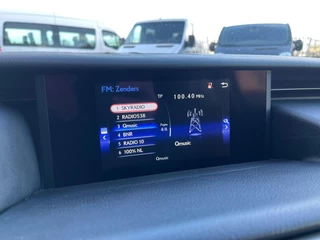 FM: Zenders
TP 100.40 MHz
1 SKYRADIO
2 RADIO538
3 Qmusic
4 BNR
5 RADIO 10
6 100% NL
Qmusic
Qmusic